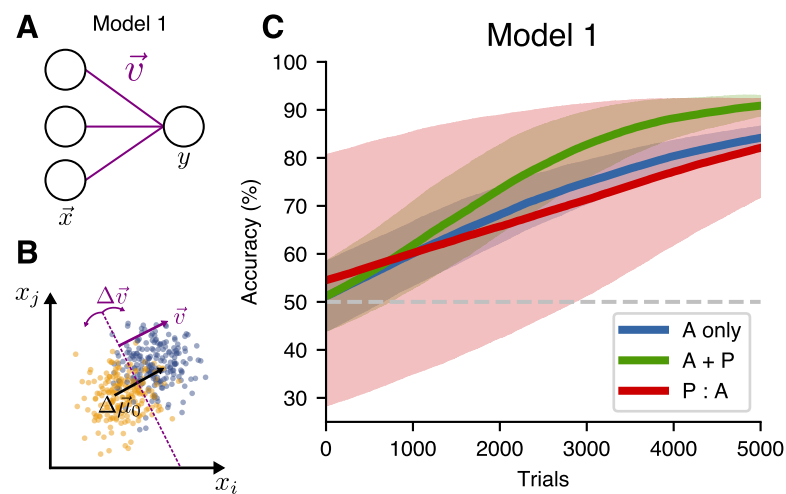 A
Model 1
v⃗
y
x⃗
B
x_j
Δv⃗
v⃗
Δμ⃗₀
x_i
C
Model 1
Accuracy (%)
100
90
80
70
60
50
40
30
A only
A + P
P : A
0 1000 2000 3000 4000 5000
Trials